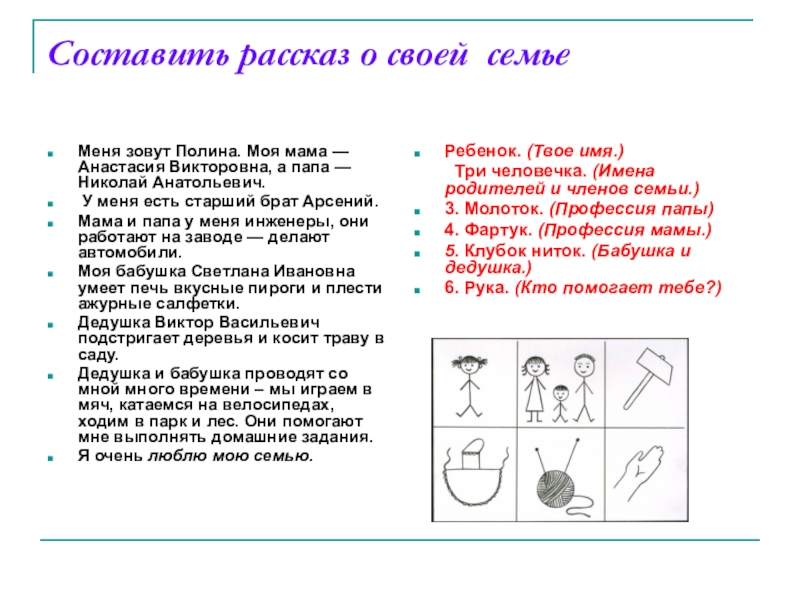 Составить рассказ о своей семье
Меня зовут Полина. Моя мама —
Анастасия Викторовна, а папа —
Николай Анатольевич.
У меня есть старший брат Арсений.
Мама и папа у меня инженеры, они
работают на заводе — делают
автомобили.
Моя бабушка Светлана Ивановна
умеет печь вкусные пироги и плести
ажурные салфетки.
Дедушка Виктор Васильевич
подстригает деревья и косит траву в
саду.
Дедушка и бабушка проводят со
мной много времени – мы играем в
мяч, катаемся на велосипедах,
ходим в парк и лес. Они помогают
мне выполнять домашние задания.
Я очень люблю мою семью.
Ребенок. (Твое имя.)
Три человечка. (Имена
родителей и членов семьи.)
3. Молоток. (Профессия папы)
4. Фартук. (Профессия мамы.)
5. Клубок ниток. (Бабушка и
дедушка.)
6. Рука. (Кто помогает тебе?)